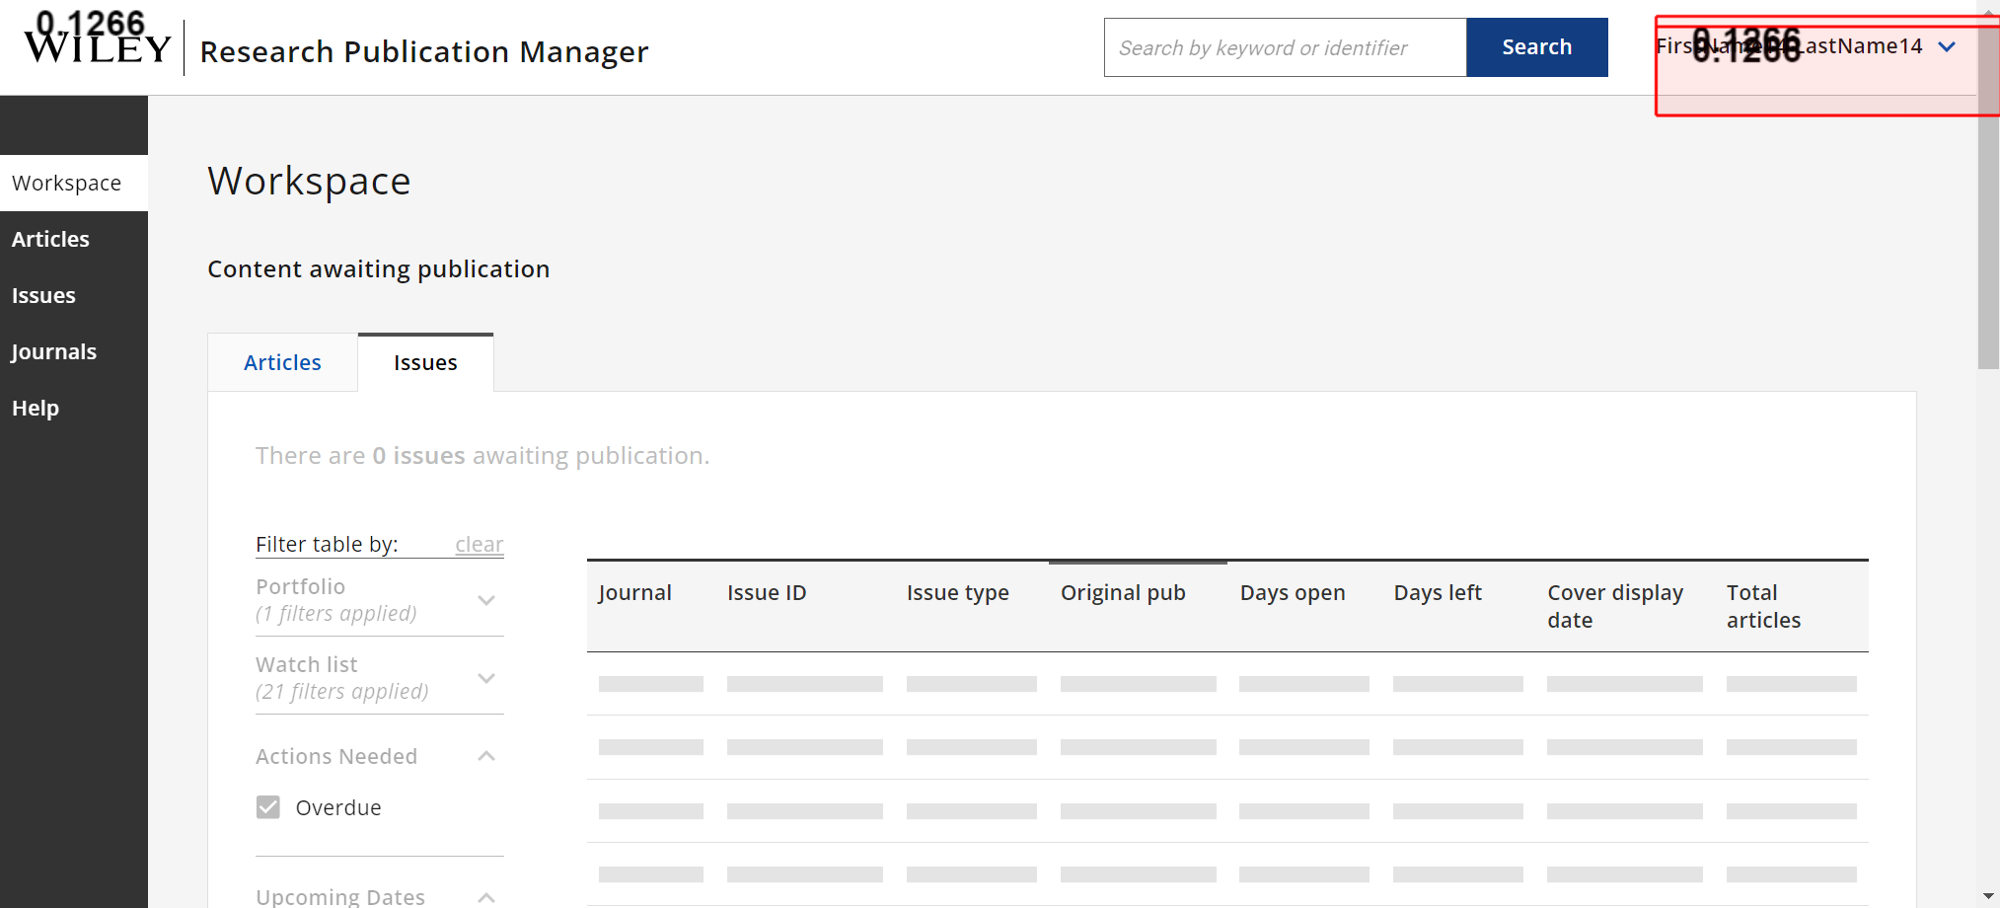 0.1266
WILEY
Research Publication Manager
Search by keyword or identifier
Search
FirstName14 LastName14
0.1266
Workspace
Articles
Issues
Journals
Help
Workspace
Content awaiting publication
Articles
Issues
There are 0 issues awaiting publication.
Filter table by:
clear
Portfolio
(1 filters applied)
Watch list
(21 filters applied)
Actions Needed
Overdue
Upcoming Dates
Journal
Issue ID
Issue type
Original pub
Days open
Days left
Cover display
date
Total
articles